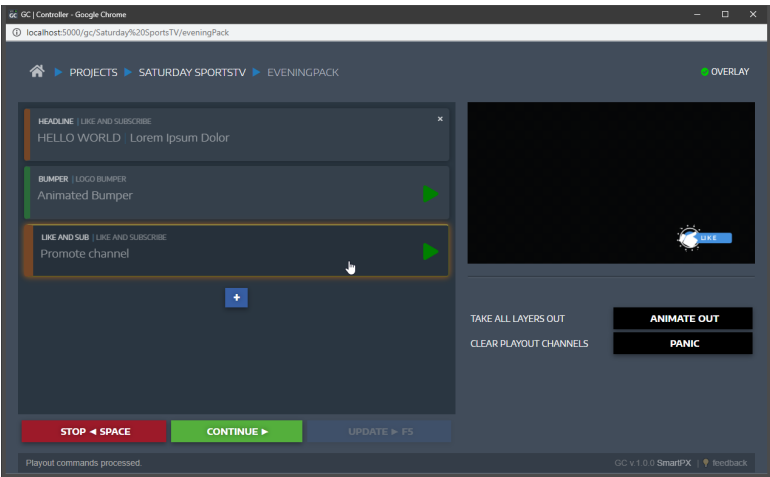 GC GC | Controller - Google Chrome
localhost:5000/gc/Saturday%20SportsTV/eveningPack
PROJECTS ▶ SATURDAY SPORTSTV ▶ EVENINGPACK
OVERLAY
HEADLINE | LIKE AND SUBSCRIBE
HELLO WORLD | Lorem Ipsum Dolor
BUMPER | LOGO BUMPER
Animated Bumper
LIKE AND SUB | LIKE AND SUBSCRIBE
Promote channel
+
LIKE
TAKE ALL LAYERS OUT
ANIMATE OUT
CLEAR PLAYOUT CHANNELS
PANIC
STOP ◄ SPACE
CONTINUE ►
UPDATE ► F5
Playout commands processed.
GC v.1.0.0 SmartPX | feedback